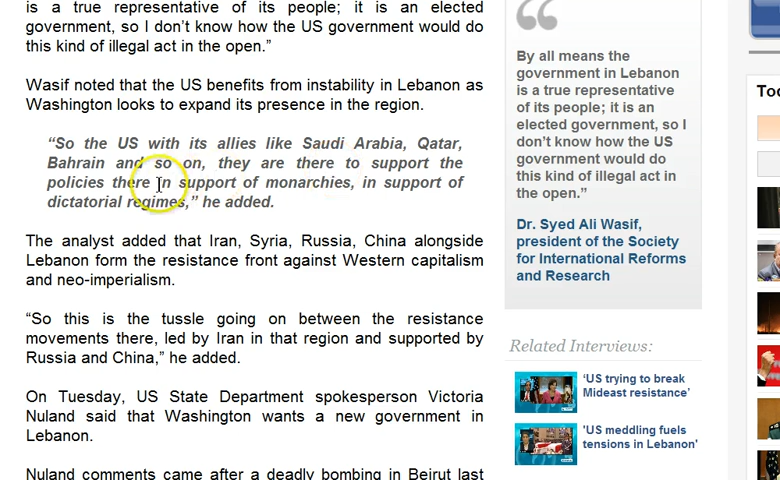 is a true representative of its people; it is an elected
government, so I don't know how the US government would do
this kind of illegal act in the open.”
Wasif noted that the US benefits from instability in Lebanon as
Washington looks to expand its presence in the region.
“So the US with its allies like Saudi Arabia, Qatar,
Bahrain and so on, they are there to support the
policies there in support of monarchies, in support of
dictatorial regimes,” he added.
The analyst added that Iran, Syria, Russia, China alongside
Lebanon form the resistance front against Western capitalism
and neo-imperialism.
“So this is the tussle going on between the resistance
movements there, led by Iran in that region and supported by
Russia and China,” he added.
On Tuesday, US State Department spokesperson Victoria
Nuland said that Washington wants a new government in
Lebanon.
Nuland comments came after a deadly bombing in Beirut last
“
By all means the
government in Lebanon
is a true representative
of its people; it is an
elected government, so I
don't know how the US
government would do
this kind of illegal act in
the open.”
Dr. Syed Ali Wasif,
president of the Society
for International Reforms
and Research
Related Interviews:
‘US trying to break
Mideast resistance’
'US meddling fuels
tensions in Lebanon'